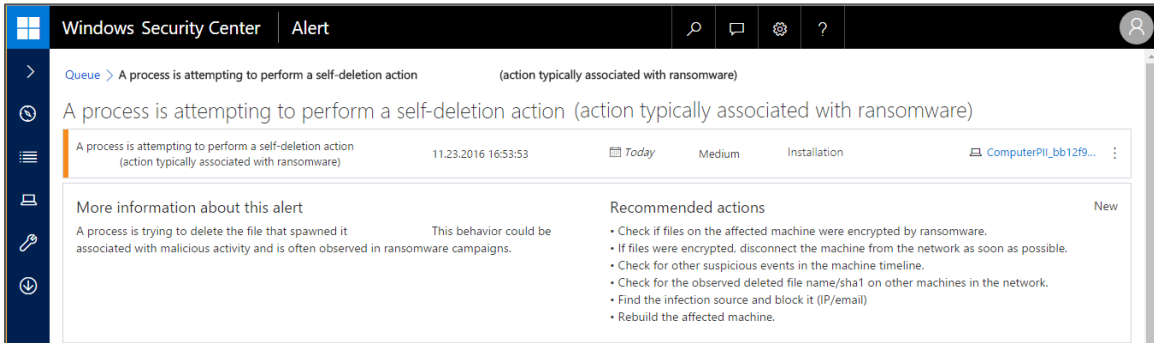 Windows Security Center Alert ?
Queue > A process is attempting to perform a self-deletion action (action typically associated with ransomware)
A process is attempting to perform a self-deletion action (action typically associated with ransomware)
A process is attempting to perform a self-deletion action
(action typically associated with ransomware)
11.23.2016 16:53:53
Today
Medium
Installation
ComputerPII_bb12f9...
More information about this alert
A process is trying to delete the file that spawned it This behavior could be
associated with malicious activity and is often observed in ransomware campaigns.
Recommended actions
New
• Check if files on the affected machine were encrypted by ransomware.
• If files were encrypted, disconnect the machine from the network as soon as possible.
• Check for other suspicious events in the machine timeline.
• Check for the observed deleted file name/sha1 on other machines in the network.
• Find the infection source and block it (IP/email)
• Rebuild the affected machine.